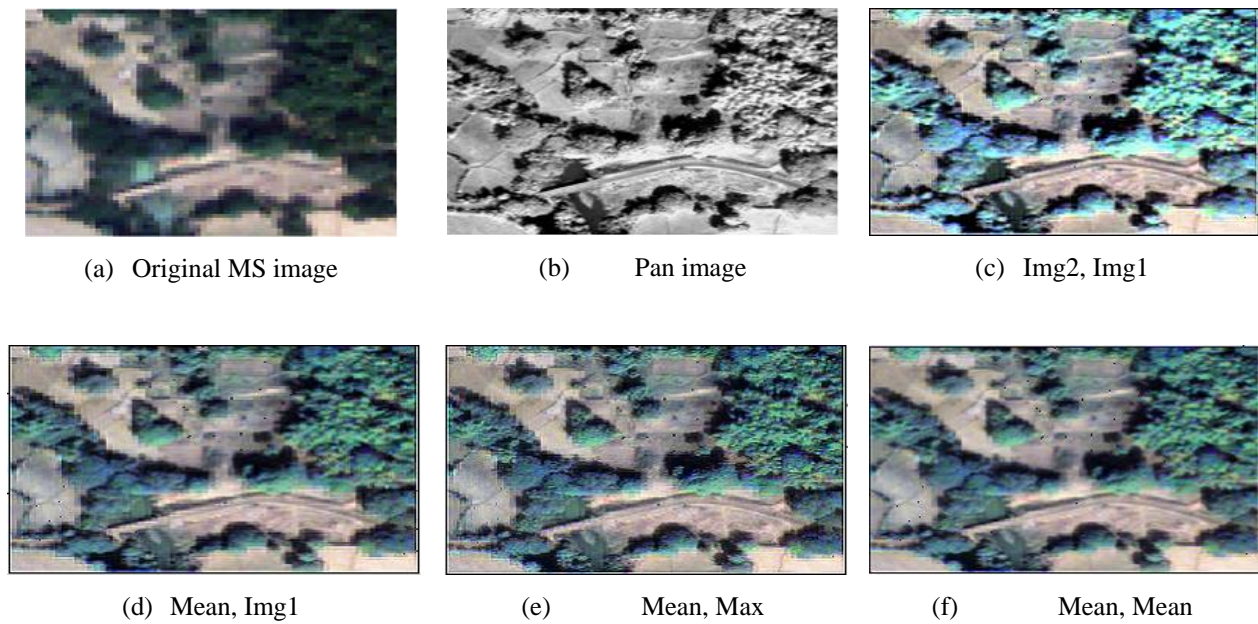 (a) Original MS image
(b) Pan image
(c) Img2, Img1
(d) Mean, Img1
(e) Mean, Max
(f) Mean, Mean